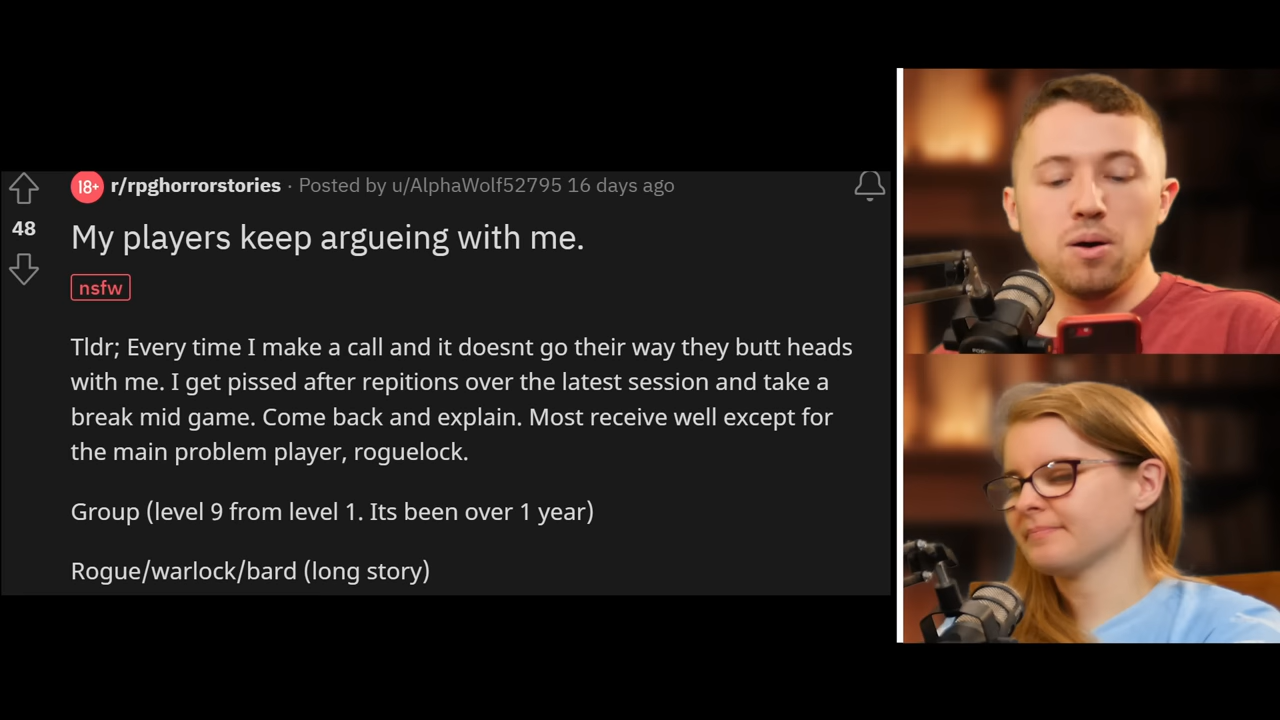 18+ r/rpghorrorstories · Posted by u/AlphaWolf52795 16 days ago
48
My players keep argueing with me.
nsfw
Tldr; Every time I make a call and it doesnt go their way they butt heads
with me. I get pissed after repitions over the latest session and take a
break mid game. Come back and explain. Most receive well except for
the main problem player, roguelock.
Group (level 9 from level 1. Its been over 1 year)
Rogue/warlock/bard (long story)